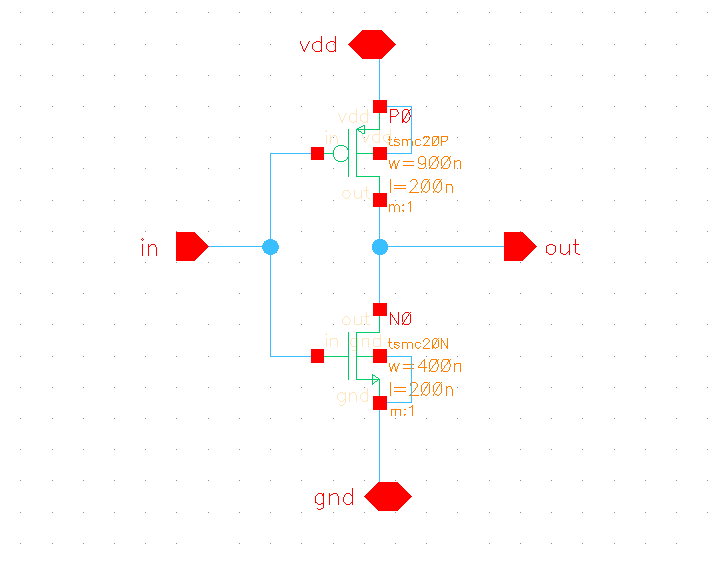 vdd
vdd
P0
in
vdd
tsmc20P
w=900n
l=200n
out
m:1
in
out
out
N0
in
gnd
tsmc20N
w=400n
l=200n
gnd
m:1
gnd